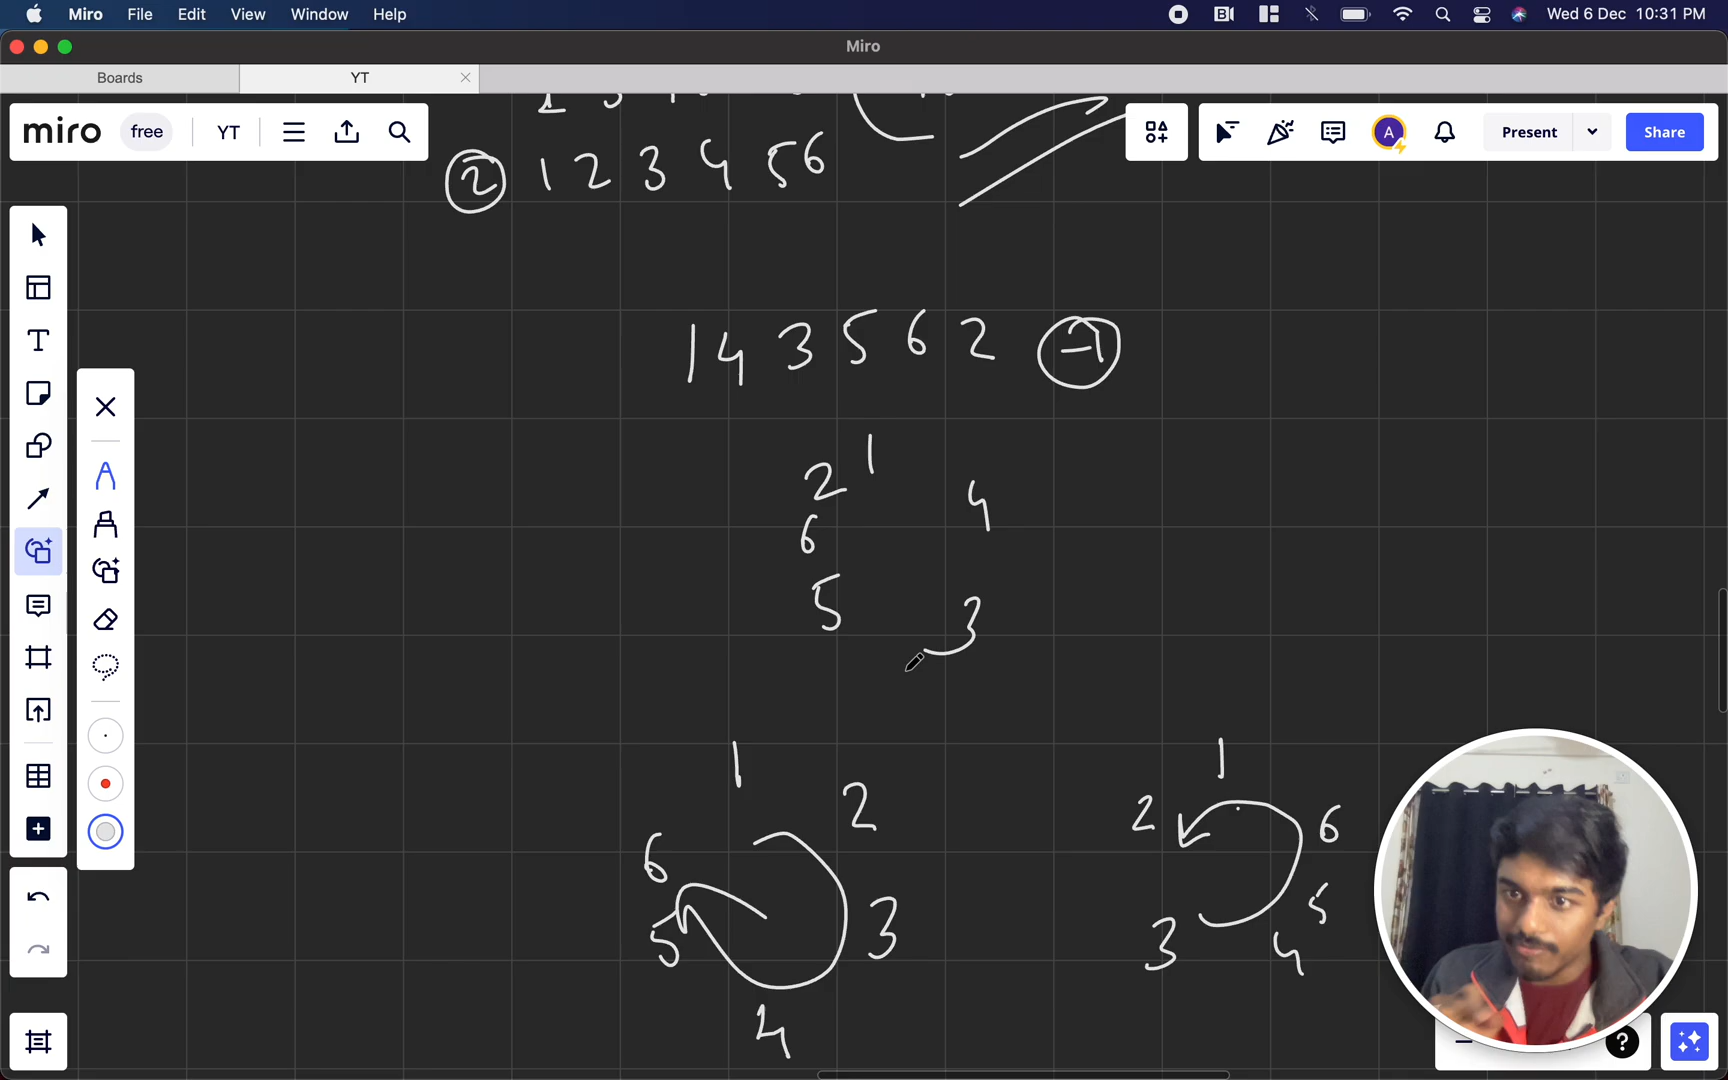 Miro File Edit View Window Help Wed 6 Dec 10:31 PM
Miro
Boards YT
miro free YT Present Share
A
② 1 2 3 4 5 6
1 4 3 5 6 2 -1
1
2
4
6
5
3
1
2
6
3
5
4
1
2
6
5
3
4
?